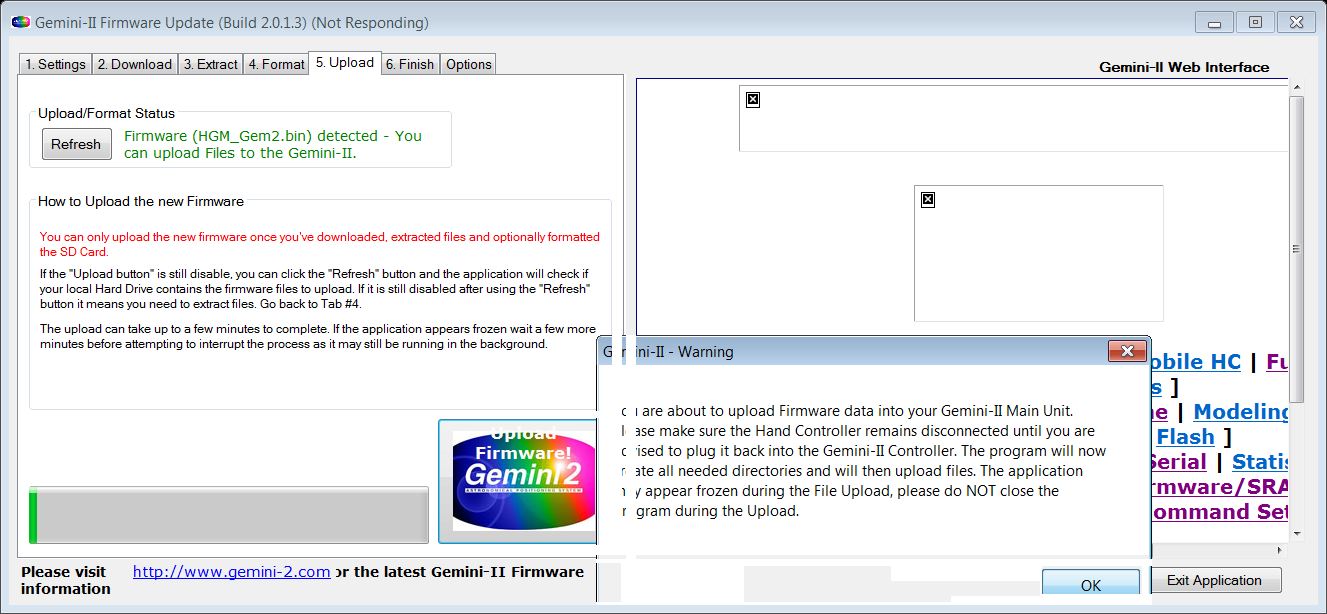 Gemini-II Firmware Update (Build 2.0.1.3) (Not Responding)
1. Settings 2. Download 3. Extract 4. Format 5. Upload 6. Finish Options
Gemini-II Web Interface
Upload/Format Status
Refresh
Firmware (HGM_Gem2.bin) detected - You
can upload Files to the Gemini-II.
How to Upload the new Firmware
You can only upload the new firmware once you've downloaded, extracted files and optionally formatted
the SD Card.
If the "Upload button" is still disable, you can click the "Refresh" button and the application will check if
your local Hard Drive contains the firmware files to upload. If it is still disabled after using the "Refresh"
button it means you need to extract files. Go back to Tab #4.
The upload can take up to a few minutes to complete. If the application appears frozen wait a few more
minutes before attempting to interrupt the process as it may still be running in the background.
Upload
Firmware!
Gemini2
ASTRONOMICAL POSITIONING SYSTEM
ini-II - Warning
are about to upload Firmware data into your Gemini-II Main Unit.
ase make sure the Hand Controller remains disconnected until you are
ised to plug it back into the Gemini-II Controller. The program will now
ate all needed directories and will then upload files. The application
y appear frozen during the File Upload, please do NOT close the
gram during the Upload.
OK
obile HC | Fu
s ]
e | Modeling
Flash ]
Serial | Statis
rmware/SRA
ommand Set
Please visit http://www.gemini-2.com or the latest Gemini-II Firmware
information
Exit Application